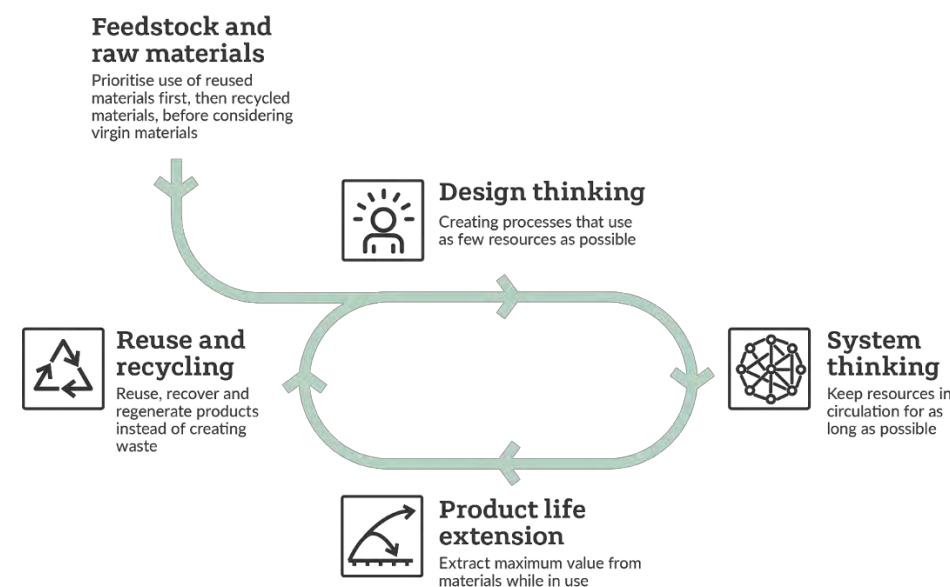 Feedstock and
raw materials
Prioritise use of reused
materials first, then recycled
materials, before considering
virgin materials
Design thinking
Creating processes that use
as few resources as possible
Reuse and
recycling
Reuse, recover and
regenerate products
instead of creating
waste
System
thinking
Keep resources in
circulation for as
long as possible
Product life
extension
Extract maximum value from
materials while in use